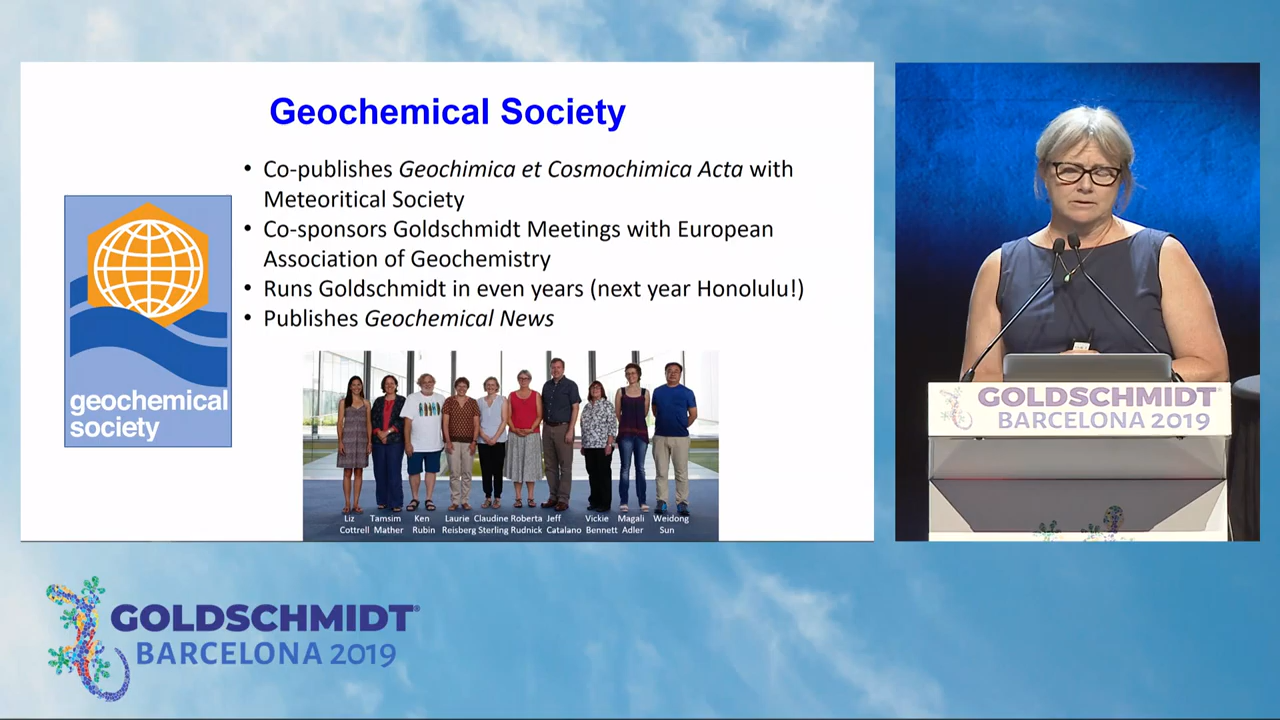 Geochemical Society
• Co-publishes Geochimica et Cosmochimica Acta with
Meteoritical Society
• Co-sponsors Goldschmidt Meetings with European
Association of Geochemistry
• Runs Goldschmidt in even years (next year Honolulu!)
• Publishes Geochemical News
geochemical
society
Liz Tamsim Ken Laurie Claudine Roberta Jeff Vickie Magali Weidong
Cottrell Mather Rubin Reisberg Sterling Rudnick Catalano Bennett Adler Sun
GOLDSCHMIDT®
BARCELONA 2019
GOLDSCHMIDT®
BARCELONA 2019